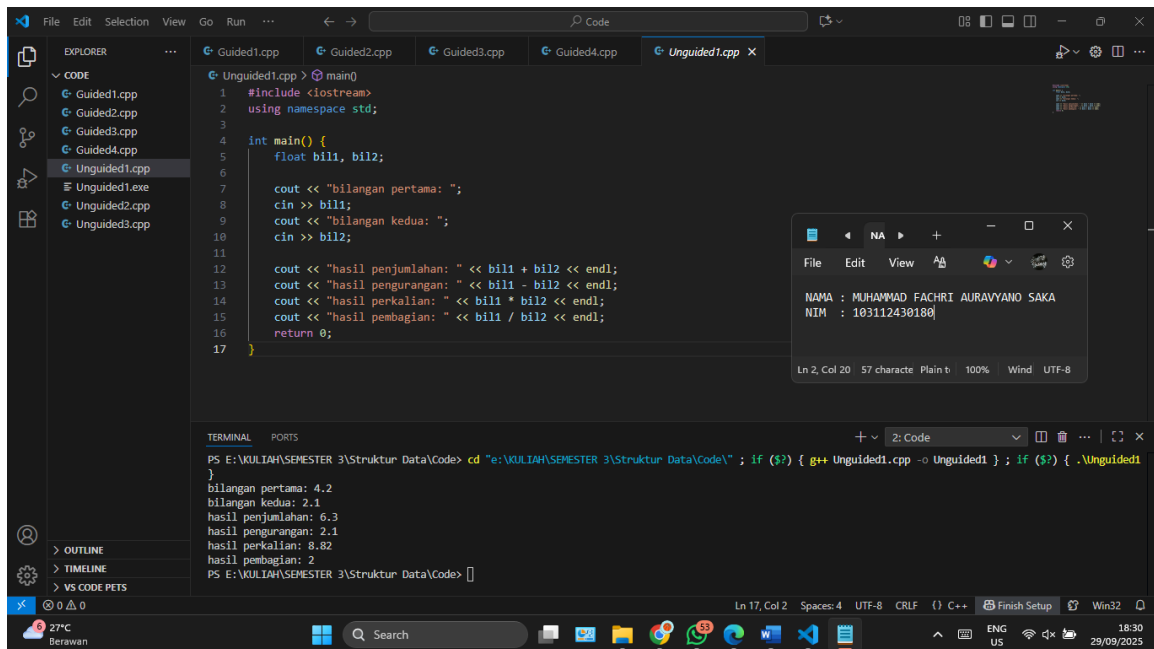 File Edit Selection View Go Run ··· ← → Code
EXPLORER ···
CODE
Guided1.cpp
Guided2.cpp
Guided3.cpp
Guided4.cpp
Unguided1.cpp
Unguided1.exe
Unguided2.cpp
Unguided3.cpp
OUTLINE
TIMELINE
VS CODE PETS
Guided1.cpp Guided2.cpp Guided3.cpp Guided4.cpp Unguided1.cpp
Unguided1.cpp > main()
1 #include <iostream>
2 using namespace std;
3
4 int main() {
5 float bil1, bil2;
6
7 cout << "bilangan pertama: ";
8 cin >> bil1;
9 cout << "bilangan kedua: ";
10 cin >> bil2;
11
12 cout << "hasil penjumlahan: " << bil1 + bil2 << endl;
13 cout << "hasil pengurangan: " << bil1 - bil2 << endl;
14 cout << "hasil perkalian: " << bil1 * bil2 << endl;
15 cout << "hasil pembagian: " << bil1 / bil2 << endl;
16 return 0;
17 }
NA
File Edit View
NAMA : MUHAMMAD FACHRI AURAVYANO SAKA
NIM : 103112430180
Ln 2, Col 20 57 characte Plain t 100% Wind UTF-8
TERMINAL PORTS
2: Code
PS E:\KULIAH\SEMESTER 3\Struktur Data\Code> cd "e:\KULIAH\SEMESTER 3\Struktur Data\Code\" ; if ($?) { g++ Unguided1.cpp -o Unguided1 } ; if ($?) { .\Unguided1
}
bilangan pertama: 4.2
bilangan kedua: 2.1
hasil penjumlahan: 6.3
hasil pengurangan: 2.1
hasil perkalian: 8.82
hasil pembagian: 2
PS E:\KULIAH\SEMESTER 3\Struktur Data\Code>
0 0 Ln 17, Col 2 Spaces: 4 UTF-8 CRLF {} C++ Finish Setup Win32
6
27°C
Berawan
Search
53
ENG
US
18:30
29/09/2025